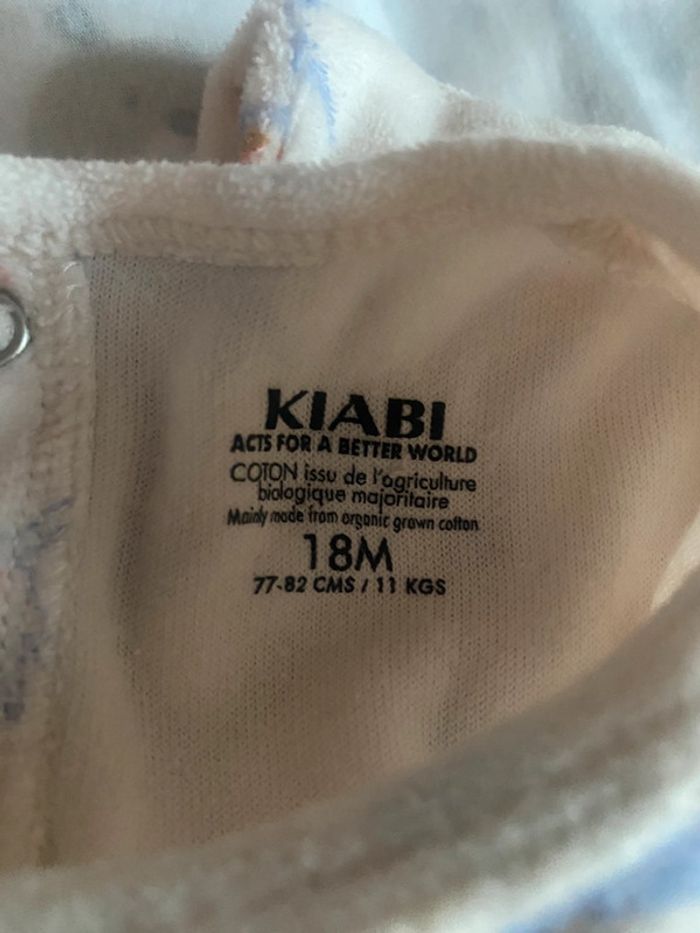 KIABI
ACTS FOR A BETTER WORLD
COTON issu de l'agriculture
biologique majoritaire
Mainly made from organic grown cotton
18M
77-82 CMS / 11 KGS